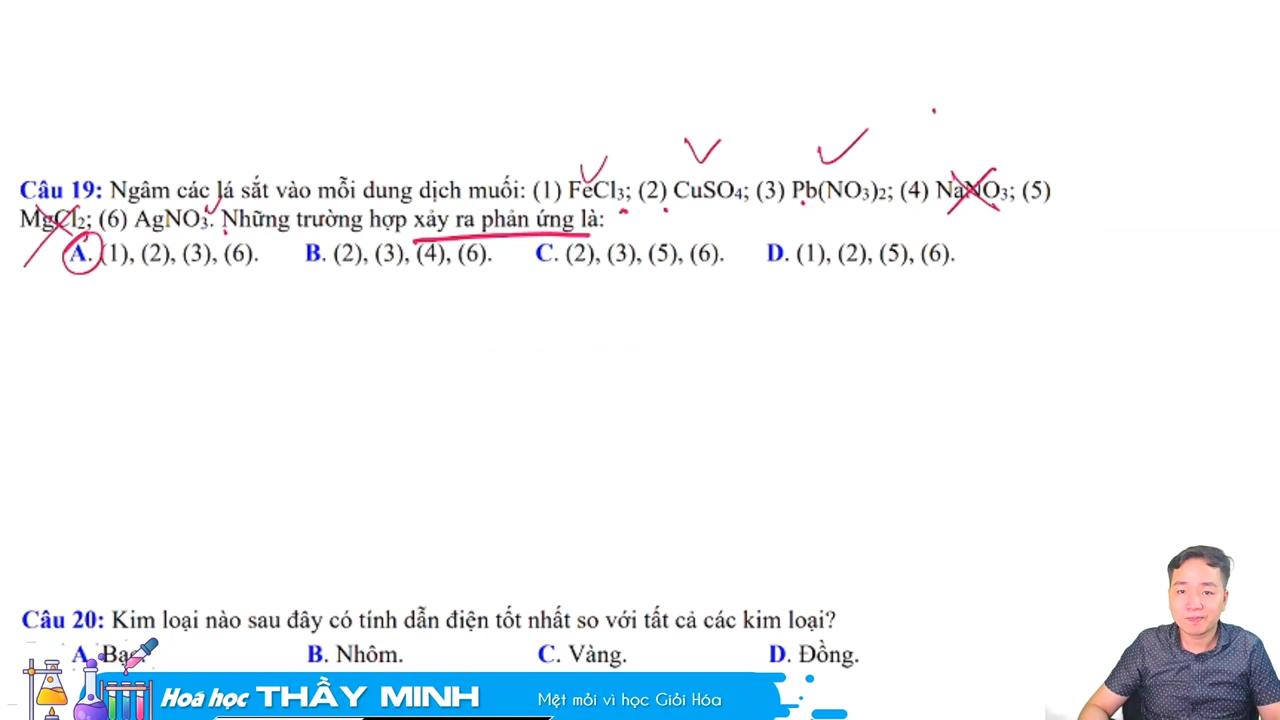 Câu 19: Ngâm các lá sắt vào mỗi dung dịch muối: (1) FeCl3; (2) CuSO4; (3) Pb(NO3)2; (4) NaNO3; (5)
MgCl2; (6) AgNO3. Những trường hợp xảy ra phản ứng là:
A. (1), (2), (3), (6). B. (2), (3), (4), (6). C. (2), (3), (5), (6). D. (1), (2), (5), (6).
Câu 20: Kim loại nào sau đây có tính dẫn điện tốt nhất so với tất cả các kim loại?
A. Bạc. B. Nhôm. C. Vàng. D. Đồng.
Hoá học THẦY MINH Mệt mỏi vì học Giỏi Hóa